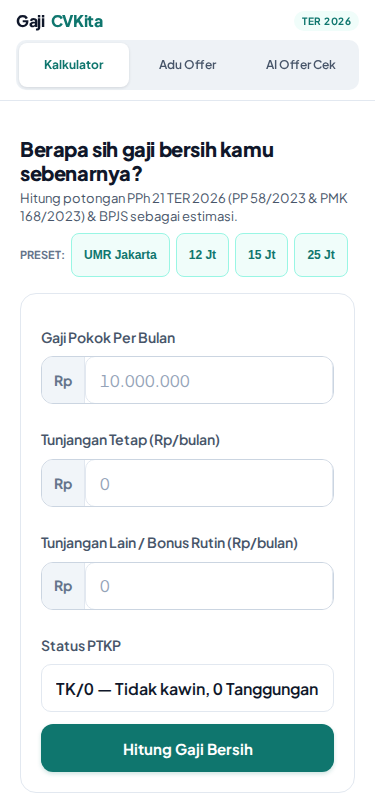 Gaji CVKita
TER 2026
Kalkulator
Adu Offer
AI Offer Cek
Berapa sih gaji bersih kamu
sebenarnya?
Hitung potongan PPh 21 TER 2026 (PP 58/2023 & PMK
168/2023) & BPJS sebagai estimasi.
PRESET:
UMR Jakarta
12 Jt
15 Jt
25 Jt
Gaji Pokok Per Bulan
Rp 10.000.000
Tunjangan Tetap (Rp/bulan)
Rp 0
Tunjangan Lain / Bonus Rutin (Rp/bulan)
Rp 0
Status PTKP
TK/0 — Tidak kawin, 0 Tanggungan
Hitung Gaji Bersih